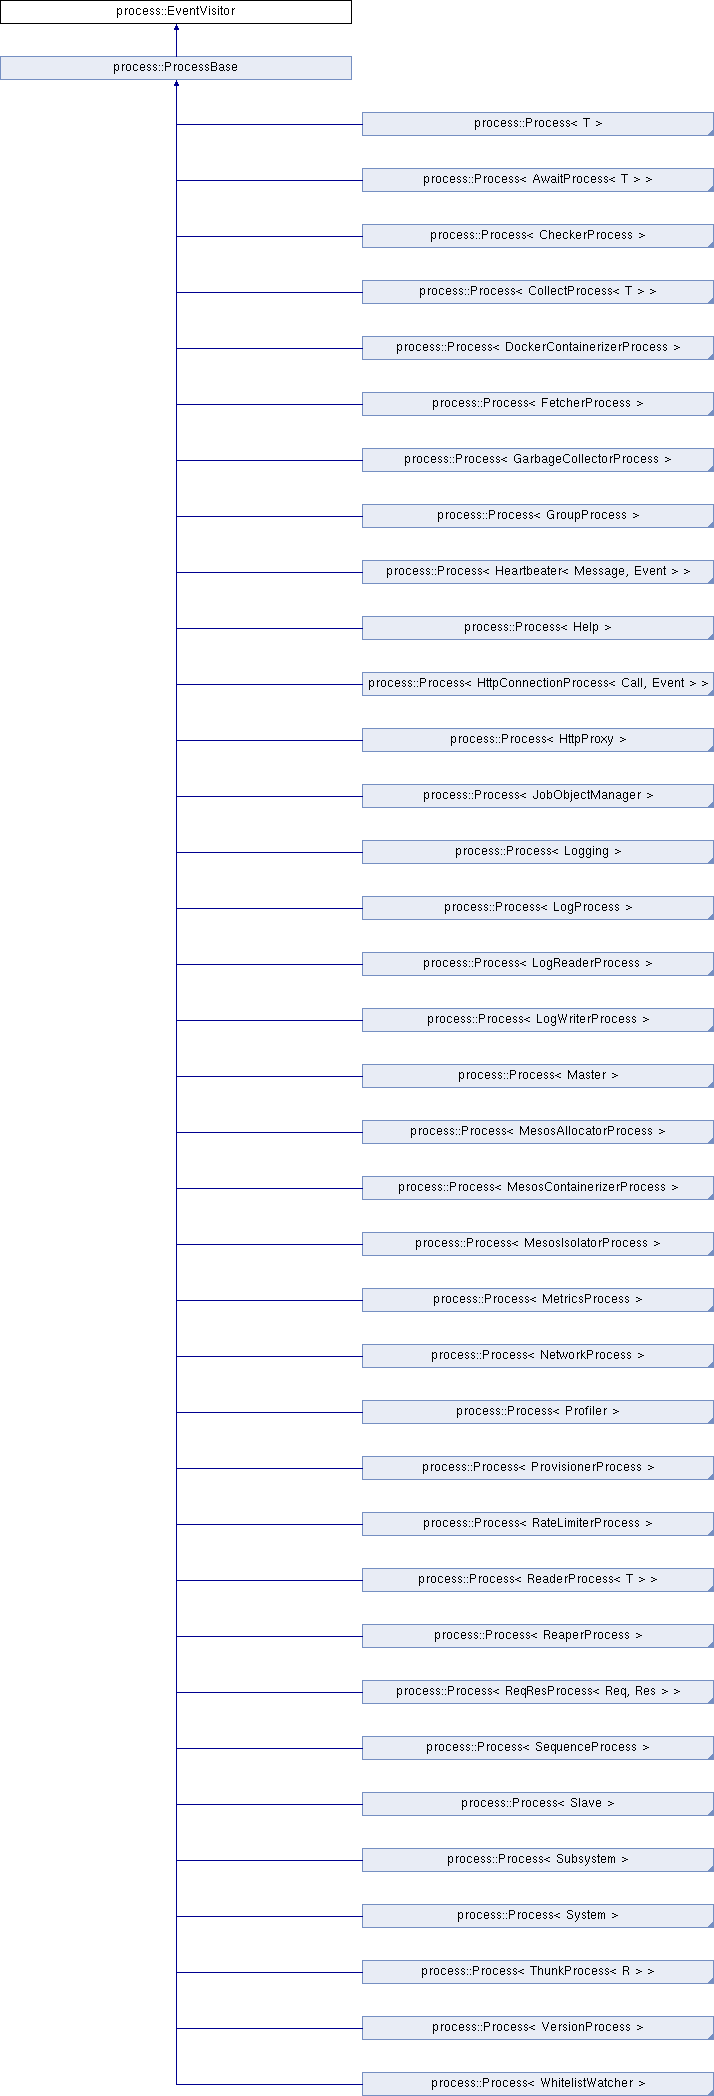 process::EventVisitor
process::ProcessBase
process::Process< T >
process::Process< AwaitProcess< T > >
process::Process< CheckerProcess >
process::Process< CollectProcess< T > >
process::Process< DockerContainerizerProcess >
process::Process< FetcherProcess >
process::Process< GarbageCollectorProcess >
process::Process< GroupProcess >
process::Process< Heartbeater< Message, Event > >
process::Process< Help >
process::Process< HttpConnectionProcess< Call, Event > >
process::Process< HttpProxy >
process::Process< JobObjectManager >
process::Process< Logging >
process::Process< LogProcess >
process::Process< LogReaderProcess >
process::Process< LogWriterProcess >
process::Process< Master >
process::Process< MesosAllocatorProcess >
process::Process< MesosContainerizerProcess >
process::Process< MesosIsolatorProcess >
process::Process< MetricsProcess >
process::Process< NetworkProcess >
process::Process< Profiler >
process::Process< ProvisionerProcess >
process::Process< RateLimiterProcess >
process::Process< ReaderProcess< T > >
process::Process< ReaperProcess >
process::Process< ReqResProcess< Req, Res > >
process::Process< SequenceProcess >
process::Process< Slave >
process::Process< Subsystem >
process::Process< System >
process::Process< ThunkProcess< R > >
process::Process< VersionProcess >
process::Process< WhitelistWatcher >